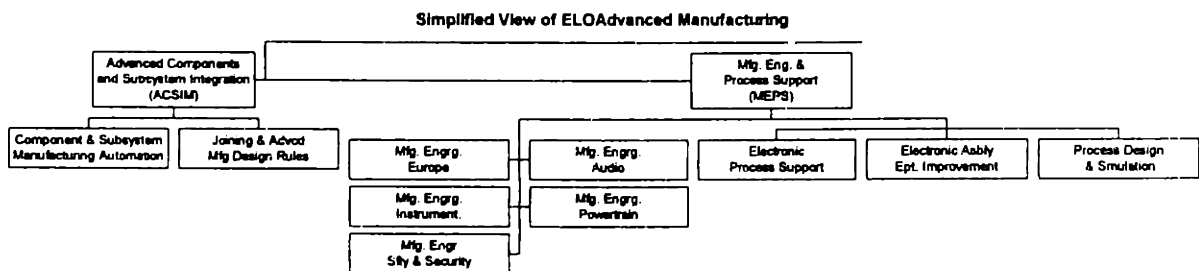 Simplified View of ELOAdvanced Manufacturing
Advanced Components
and Subsystem Integration
(ACSIM)
Mfg. Eng. &
Process Support
(MEPS)
Component & Subsystem
Manufacturing Automation
Joining & Advcd
Mfg Design Rules
Mfg. Engrg.
Europe
Mfg. Engrg.
Audio
Electronic
Process Support
Electronic Asbly
Ept. Improvement
Process Design
& Smulation
Mfg. Engrg.
Instrument.
Mfg. Engrg.
Powertrain
Mfg. Engr
Sfty & Security